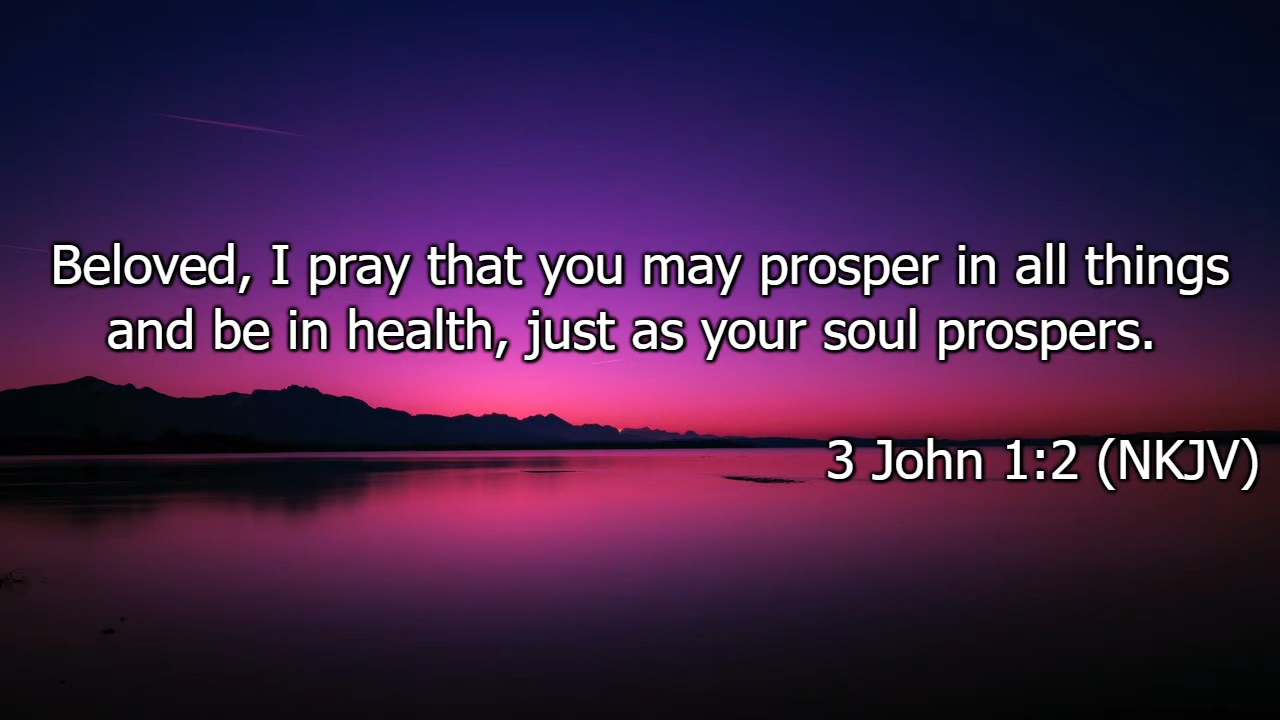 Beloved, I pray that you may prosper in all things
and be in health, just as your soul prospers.
3 John 1:2 (NKJV)